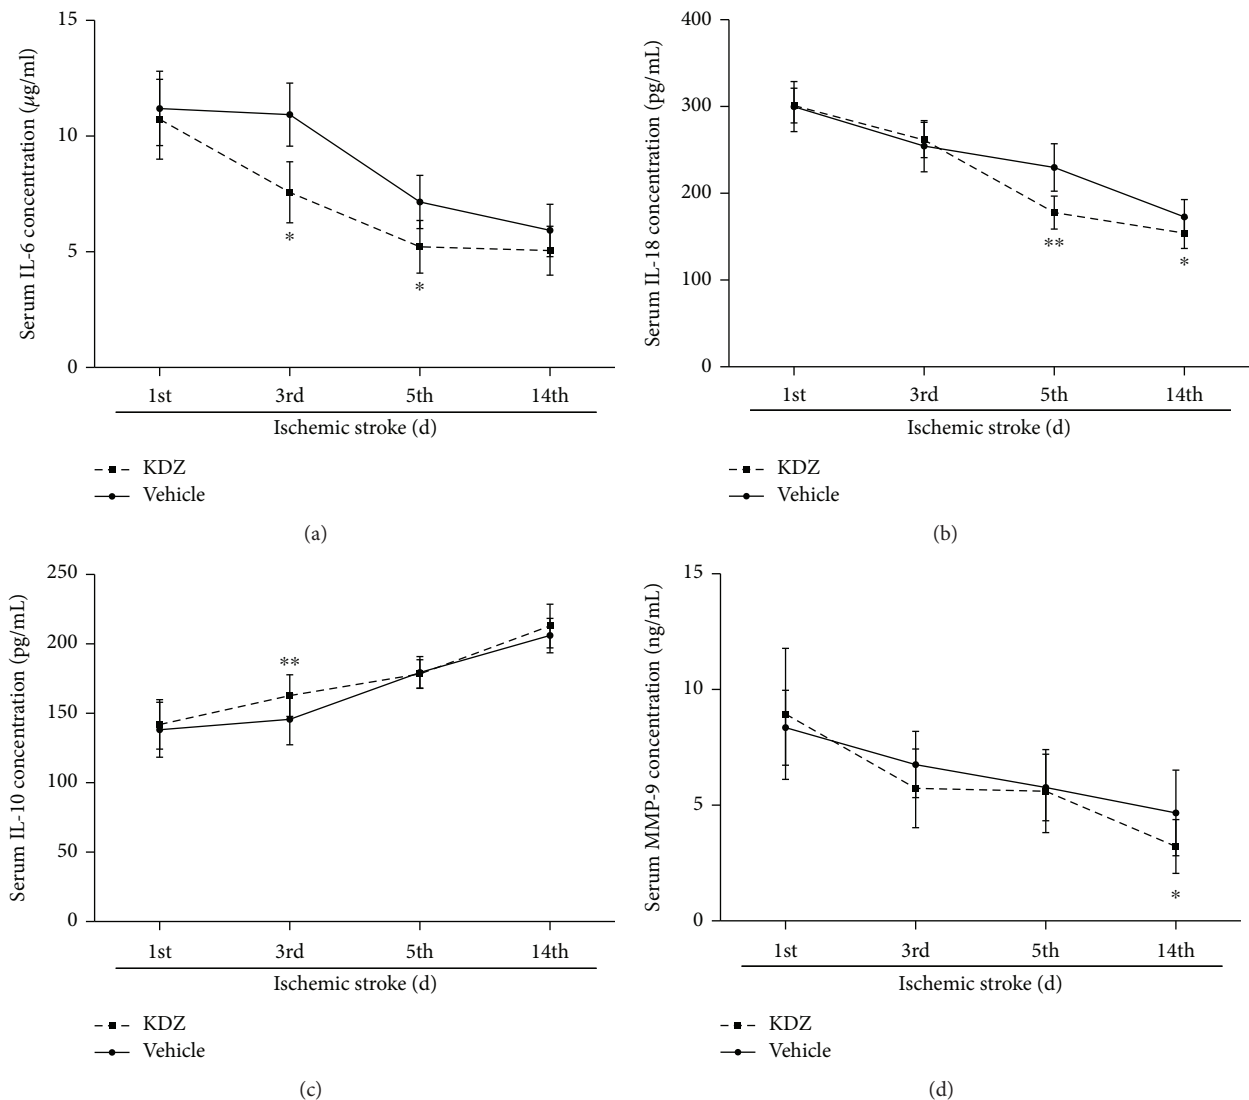 15
10
5
0
Serum IL-6 concentration (µg/ml)
*
*
1st 3rd 5th 14th
Ischemic stroke (d)
KDZ
Vehicle
(a)
400
300
200
100
0
Serum IL-18 concentration (pg/mL)
**
*
1st 3rd 5th 14th
Ischemic stroke (d)
KDZ
Vehicle
(b)
250
200
150
100
50
0
Serum IL-10 concentration (pg/mL)
**
1st 3rd 5th 14th
Ischemic stroke (d)
KDZ
Vehicle
(c)
15
10
5
0
Serum MMP-9 concentration (ng/mL)
*
1st 3rd 5th 14th
Ischemic stroke (d)
KDZ
Vehicle
(d)